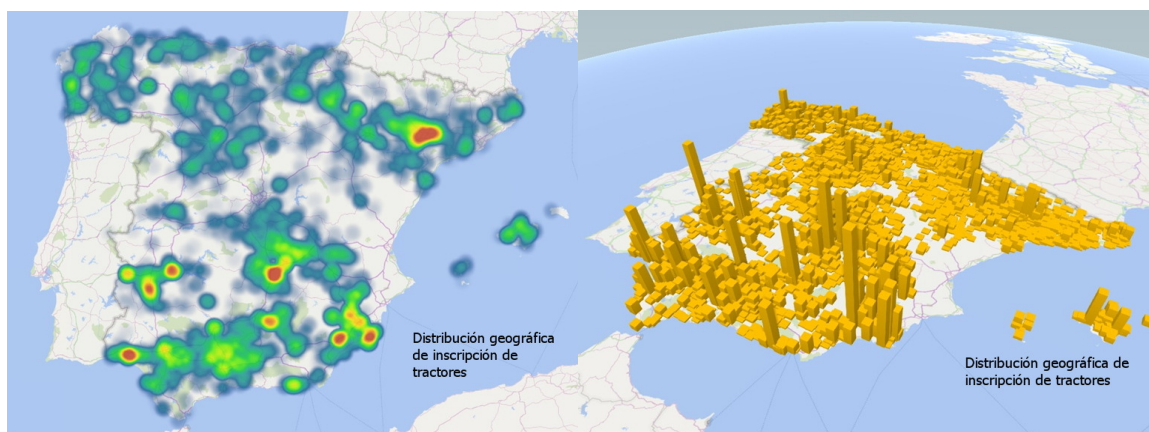 Distribución geográfica
de inscripción de
tractores
Distribución geográfica de
inscripción de tractores